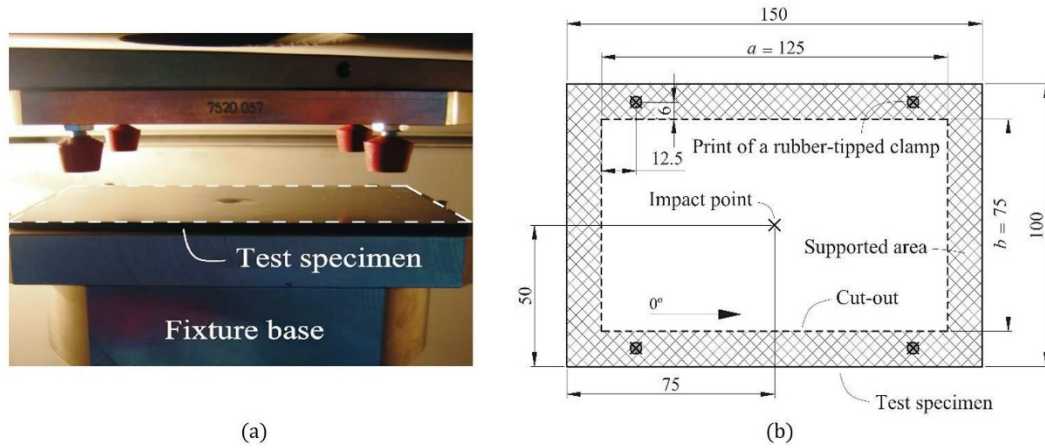 7520.057
Test specimen
Fixture base
(a)
150
a = 125
6
12.5
Print of a rubber-tipped clamp
Impact point
Supported area
b = 75
100
50
0º
Cut-out
75
Test specimen
(b)